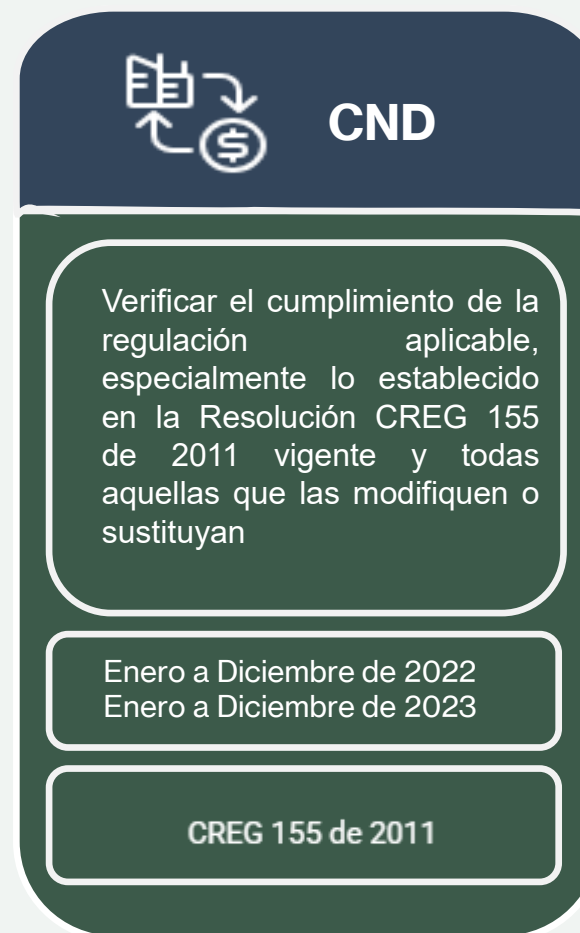 CND
Verificar el cumplimiento de la
regulación aplicable,
especialmente lo establecido
en la Resolución CREG 155
de 2011 vigente y todas
aquellas que las modifiquen o
sustituyan
Enero a Diciembre de 2022
Enero a Diciembre de 2023
CREG 155 de 2011